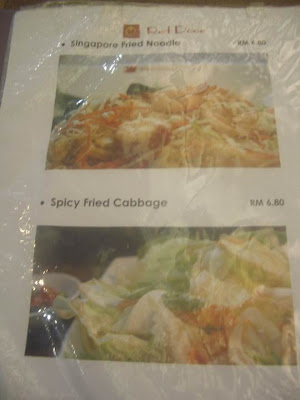 • Singapore Fried Noodle
• Spicy Fried Cabbage RM 6.80